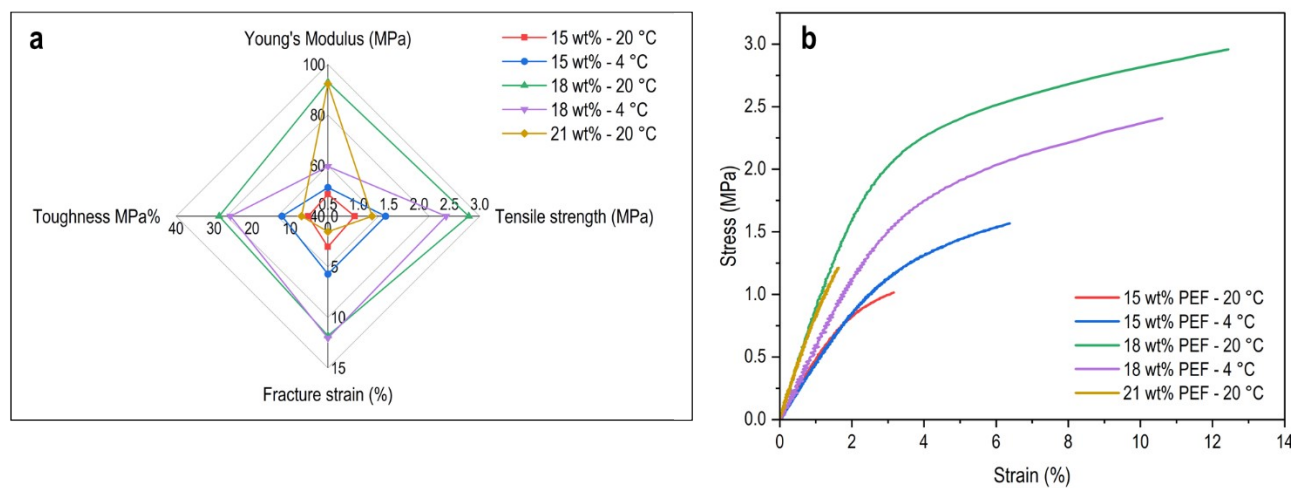 a
Young's Modulus (MPa)
15 wt% - 20 °C
15 wt% - 4 °C
18 wt% - 20 °C
18 wt% - 4 °C
21 wt% - 20 °C
100
80
60
40
Toughness MPa%
40 30 20 10 0
0.5 1.0 1.5 2.0 2.5 3.0
Tensile strength (MPa)
0
5
10
15
Fracture strain (%)
b
Stress (MPa)
3.0
2.5
2.0
1.5
1.0
0.5
0.0
15 wt% PEF - 20 °C
15 wt% PEF - 4 °C
18 wt% PEF - 20 °C
18 wt% PEF - 4 °C
21 wt% PEF - 20 °C
0 2 4 6 8 10 12 14
Strain (%)